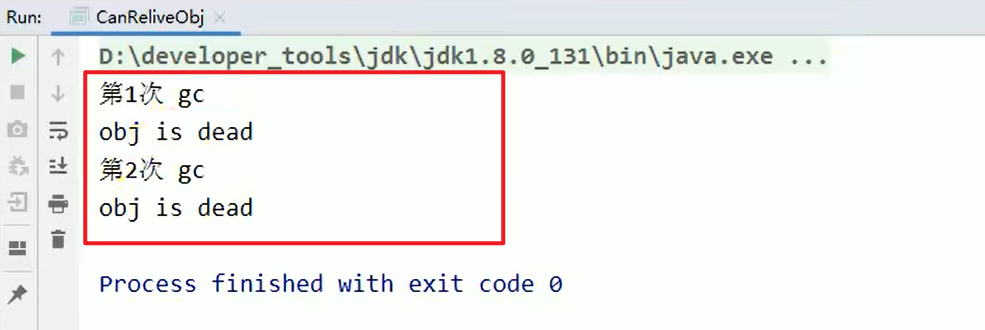 Run: CanReliveObj
D:\developer_tools\jdk\jdk1.8.0_131\bin\java.exe ...
第1次 gc
obj is dead
第2次 gc
obj is dead
Process finished with exit code 0